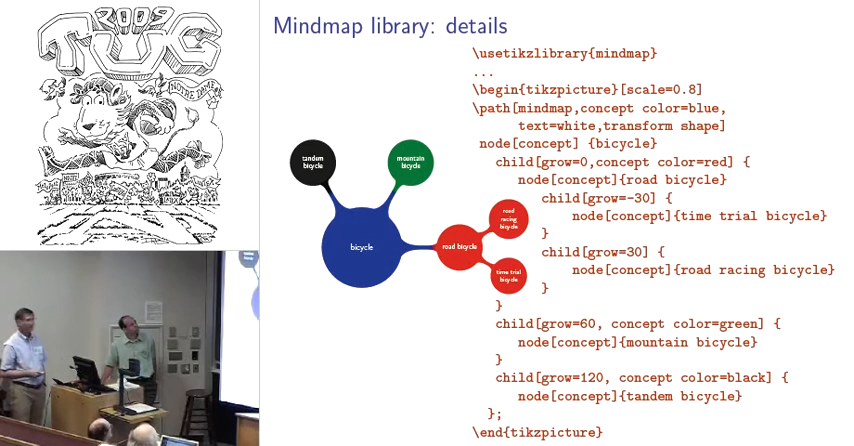 2009
TUG
NOTRE DAME
Mindmap library: details
\usetikzlibrary{mindmap}
...
\begin{tikzpicture}[scale=0.8]
\path[mindmap,concept color=blue,
text=white,transform shape]
node[concept] {bicycle}
child[grow=0,concept color=red] {
node[concept]{road bicycle}
child[grow=-30] {
node[concept]{time trial bicycle}
}
child[grow=30] {
node[concept]{road racing bicycle}
}
}
child[grow=60, concept color=green] {
node[concept]{mountain bicycle}
}
child[grow=120, concept color=black] {
node[concept]{tandem bicycle}
}
};
\end{tikzpicture}
tandem
bicycle
mountain
bicycle
bicycle
road bicycle
road
racing
bicycle
time trial
bicycle